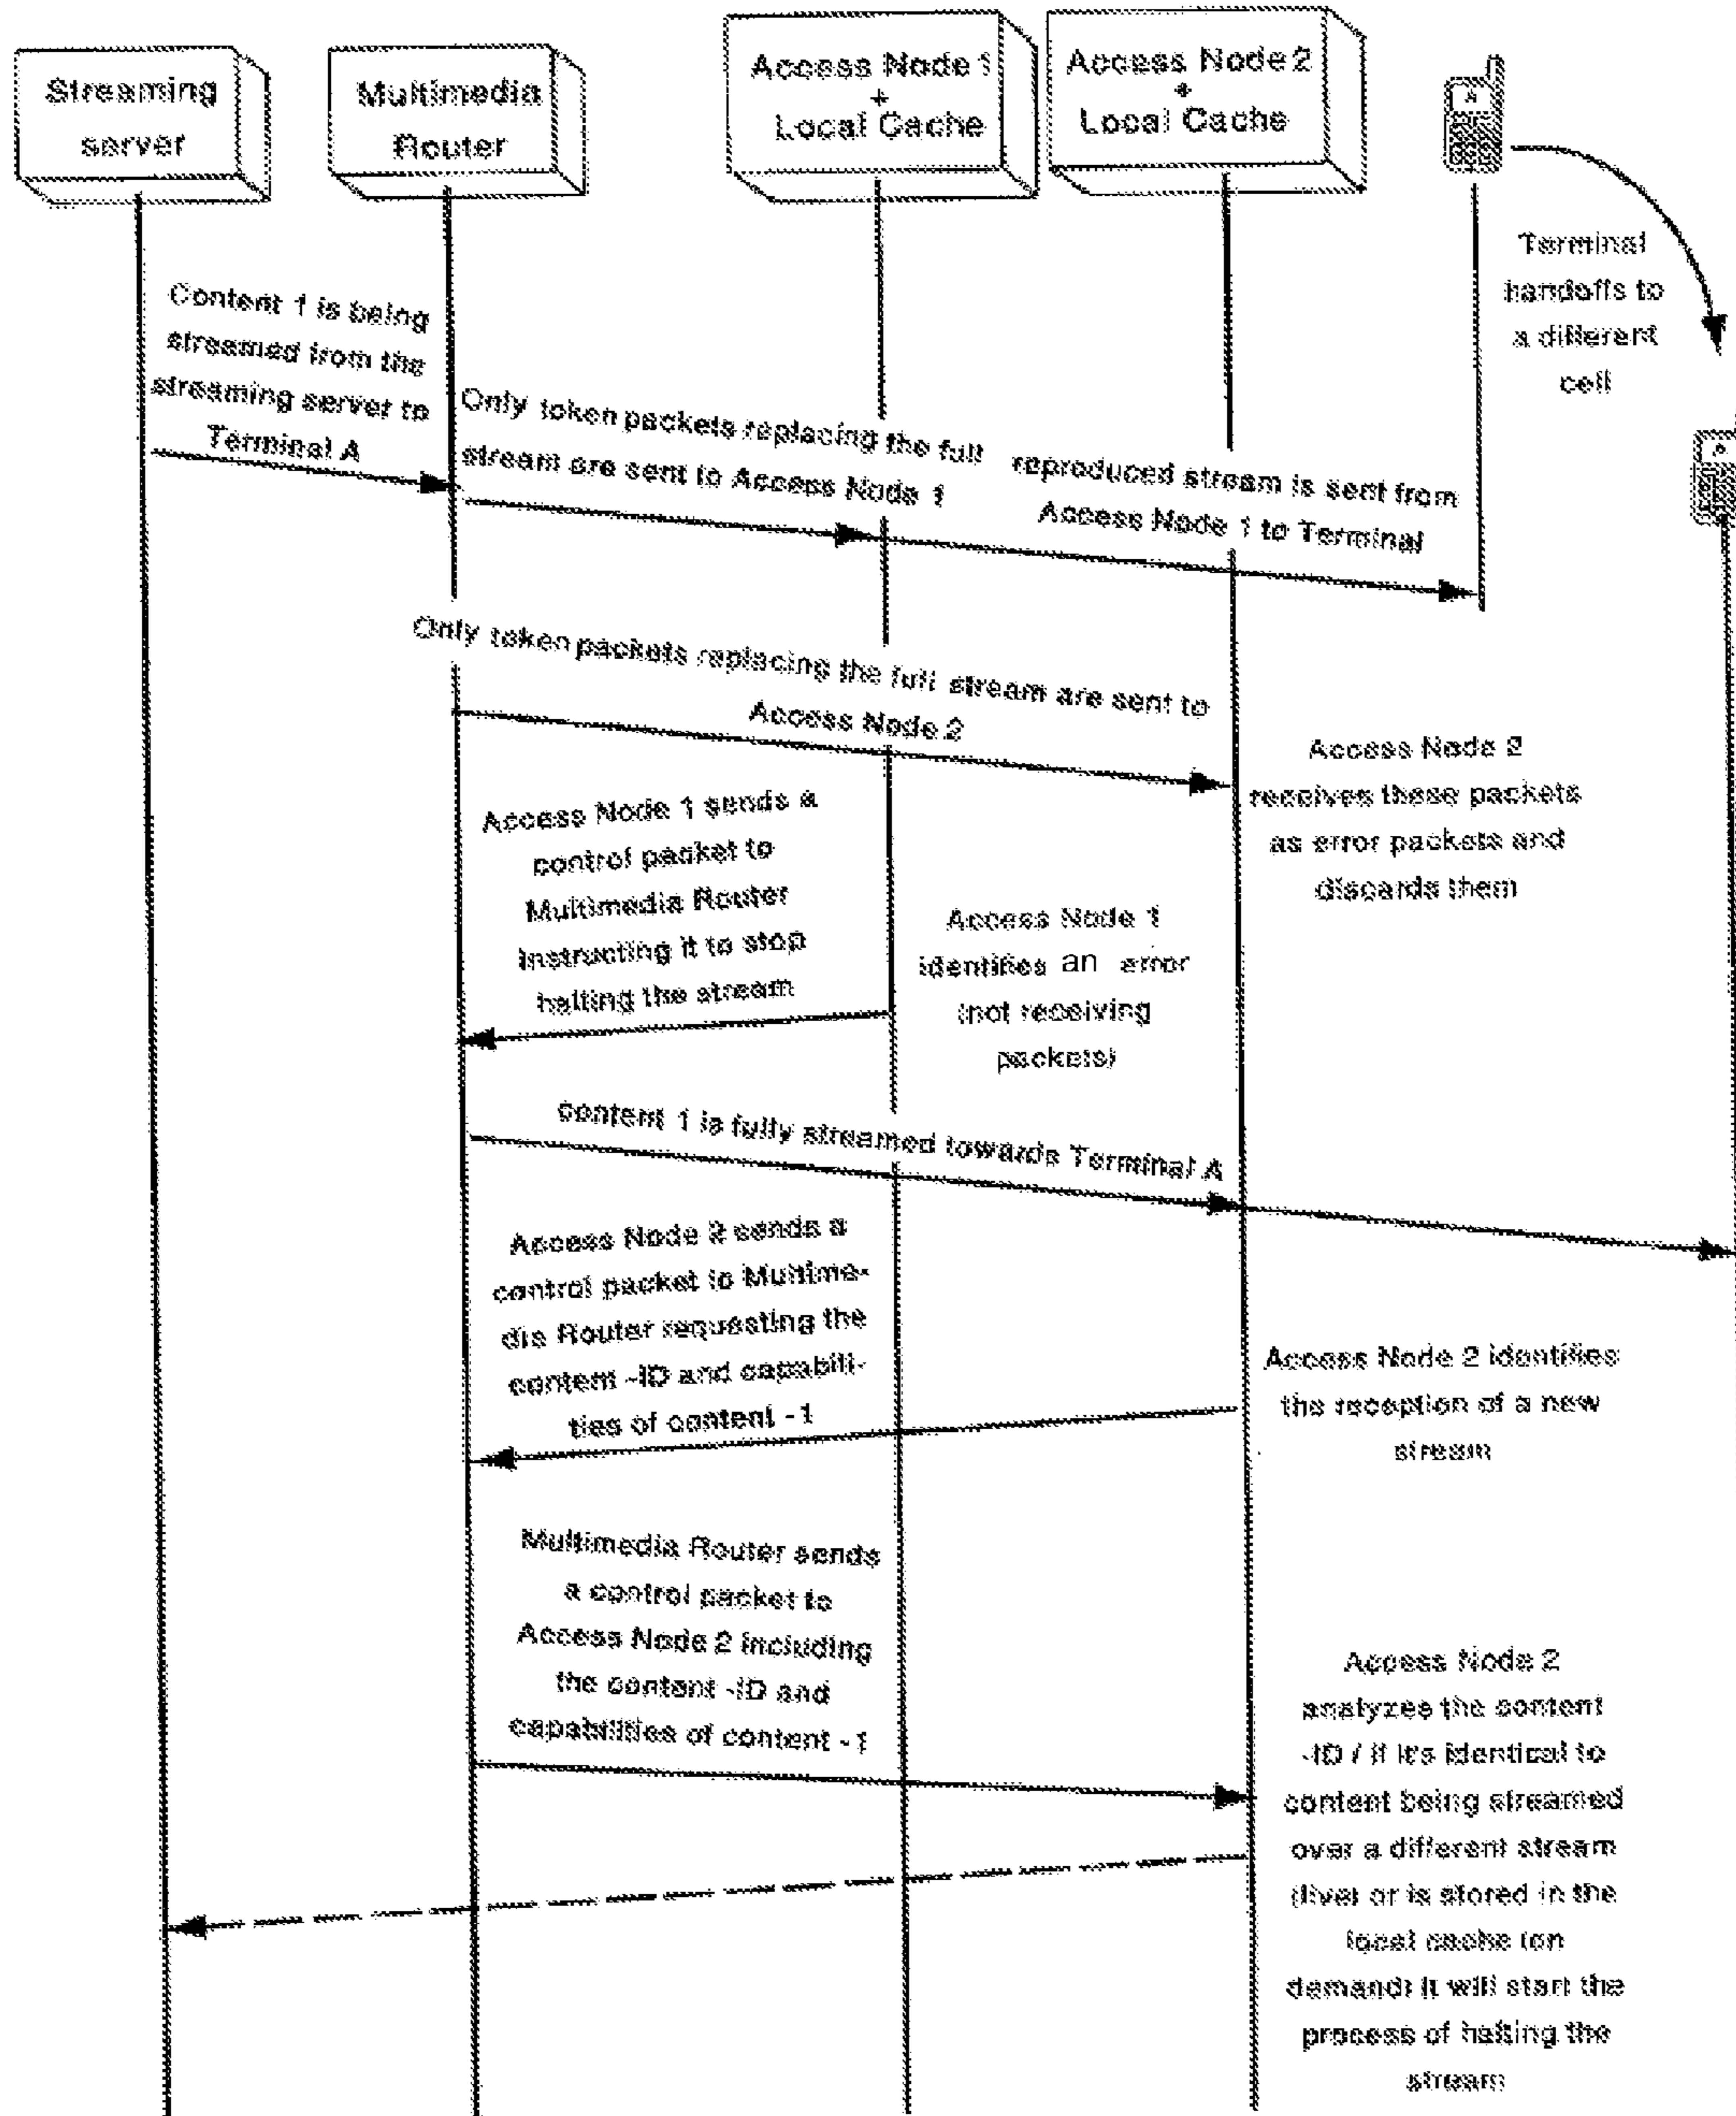 Streaming
server
Multimedia
Router
Access Node 1
+
Local Cache
Access Node 2
+
Local Cache
A
Terminal
handoffs to
a different
cell
A
Content 1 is being
streamed from the
streaming server to
Terminal A
Only token packets replacing the full
stream are sent to Access Node 1
reproduced stream is sent from
Access Node 1 to Terminal
Only token packets replacing the full stream are sent to
Access Node 2
Access Node 2
receives these packets
as error packets and
discards them
Access Node 1 sends a
control packet to
Multimedia Router
instructing it to stop
halting the stream
Access Node 1
identifies an error
(not receiving
packets)
content 1 is fully streamed towards Terminal A
Access Node 2 sends a
control packet to Multime-
dia Router requesting the
content -ID and capabili-
ties of content -1
Access Node 2 identifies
the reception of a new
stream
Multimedia Router sends
a control packet to
Access Node 2 including
the content -ID and
capabilities of content -1
Access Node 2
analyzes the content
-ID / if it's identical to
content being streamed
over a different stream
(live) or is stored in the
local cache (on
demand) it will start the
process of halting the
stream